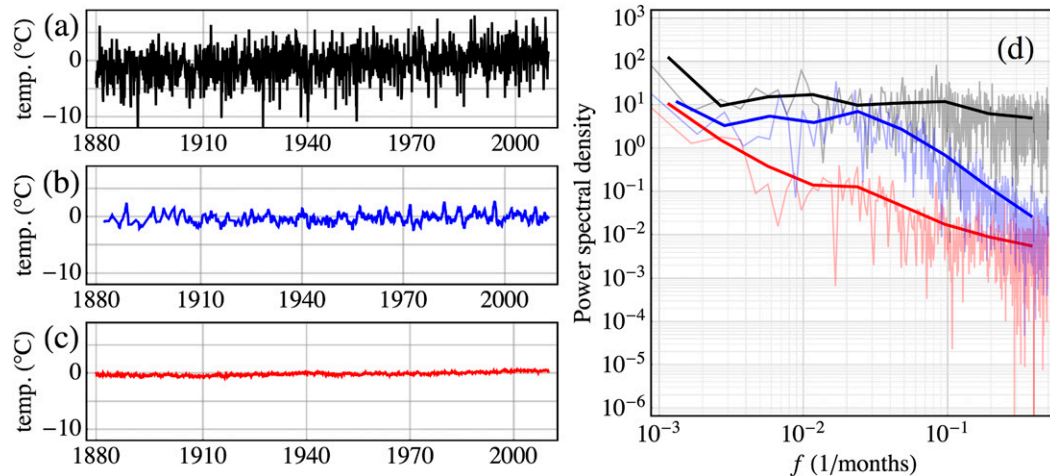 (a)
temp. (°C)
0
−10
1880 1910 1940 1970 2000
(b)
temp. (°C)
0
−10
1880 1910 1940 1970 2000
(c)
temp. (°C)
0
−10
1880 1910 1940 1970 2000
(d)
Power spectral density
10³
10²
10¹
10⁰
10⁻¹
10⁻²
10⁻³
10⁻⁴
10⁻⁵
10⁻⁶
10⁻³ 10⁻² 10⁻¹
f (1/months)